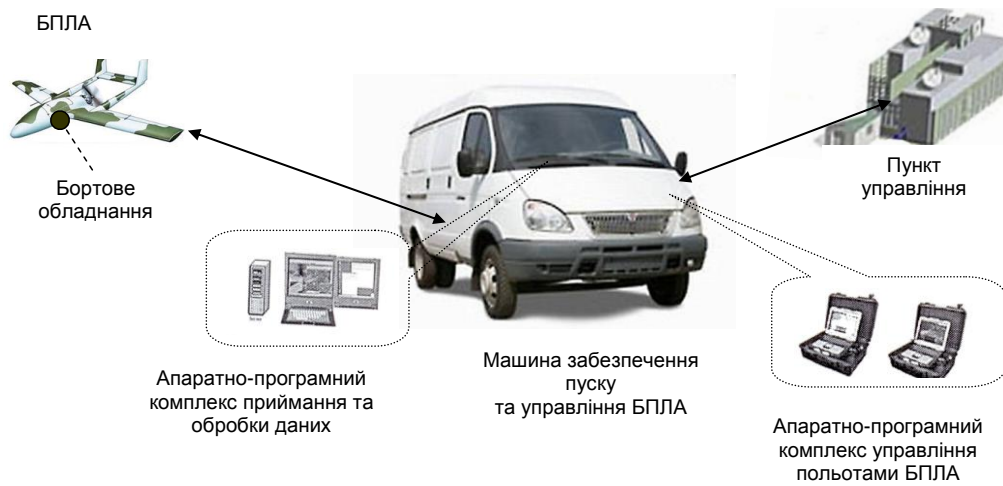 БПЛА
Бортове
обладнання
Пункт
управління
Апаратно-програмний
комплекс приймання та
обробки даних
Машина забезпечення
пуску
та управління БПЛА
Апаратно-програмний
комплекс управління
польотами БПЛА